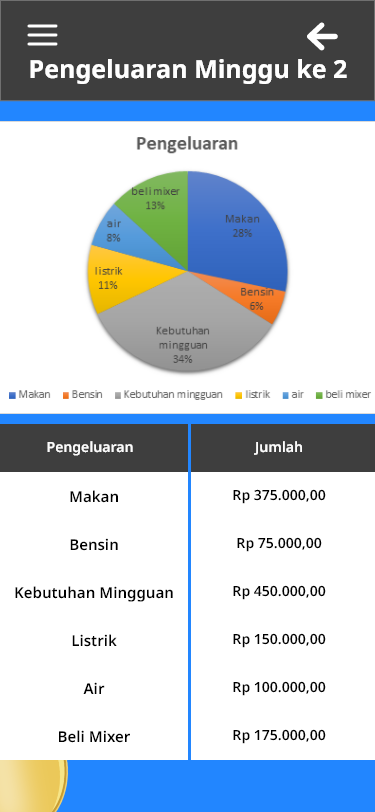 Pengeluaran Minggu ke 2
Pengeluaran
beli mixer
13%
Makan
28%
air
8%
listrik
11%
Bensin
6%
Kebutuhan
mingguan
34%
Makan Bensin Kebutuhan mingguan listrik air beli mixer
Pengeluaran Jumlah
Makan Rp 375.000,00
Bensin Rp 75.000,00
Kebutuhan Mingguan Rp 450.000,00
Listrik Rp 150.000,00
Air Rp 100.000,00
Beli Mixer Rp 175.000,00